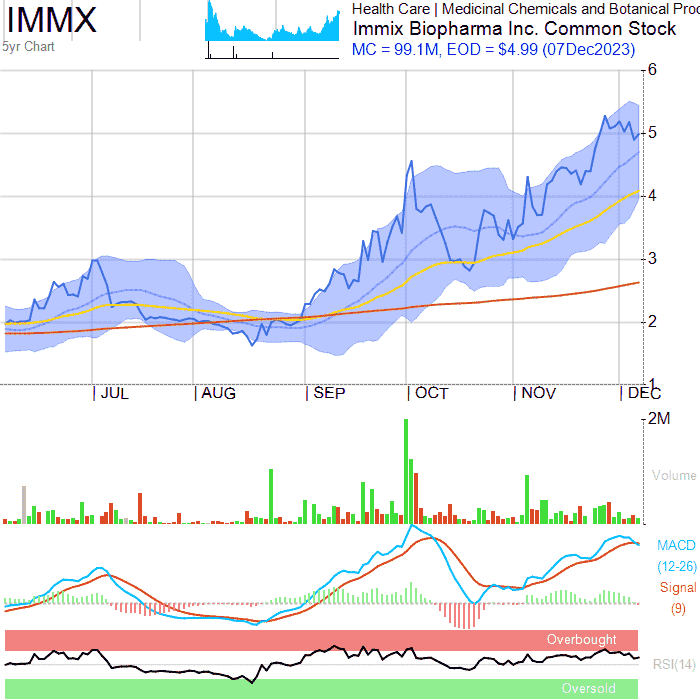 IMMX
5yr Chart
Health Care | Medicinal Chemicals and Botanical Proc
Immix Biopharma Inc. Common Stock
MC = 99.1M, EOD = $4.99 (07Dec2023)
6
5
4
3
2
1
JUL AUG SEP OCT NOV DEC
2M
Volume
MACD
(12-26)
Signal
(9)
Overbought
RSI(14)
Oversold